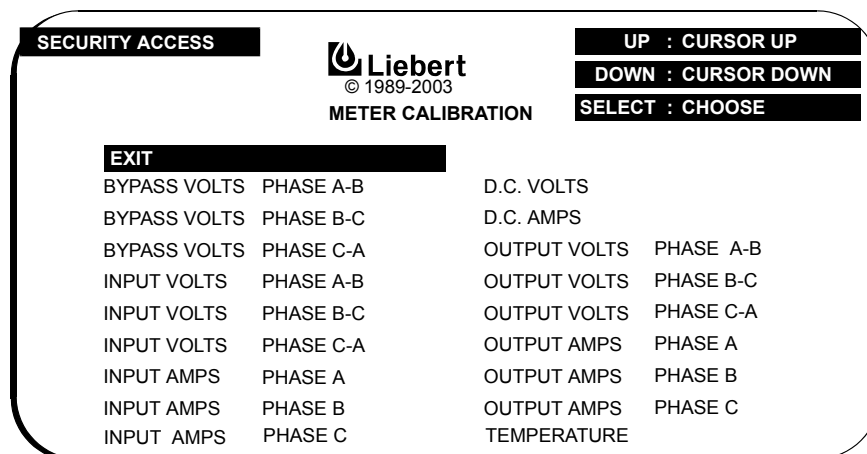 SECURITY ACCESS
Liebert
© 1989-2003
METER CALIBRATION
UP : CURSOR UP
DOWN : CURSOR DOWN
SELECT : CHOOSE
EXIT
BYPASS VOLTS PHASE A-B
BYPASS VOLTS PHASE B-C
BYPASS VOLTS PHASE C-A
INPUT VOLTS PHASE A-B
INPUT VOLTS PHASE B-C
INPUT VOLTS PHASE C-A
INPUT AMPS PHASE A
INPUT AMPS PHASE B
INPUT AMPS PHASE C
D.C. VOLTS
D.C. AMPS
OUTPUT VOLTS PHASE A-B
OUTPUT VOLTS PHASE B-C
OUTPUT VOLTS PHASE C-A
OUTPUT AMPS PHASE A
OUTPUT AMPS PHASE B
OUTPUT AMPS PHASE C
TEMPERATURE